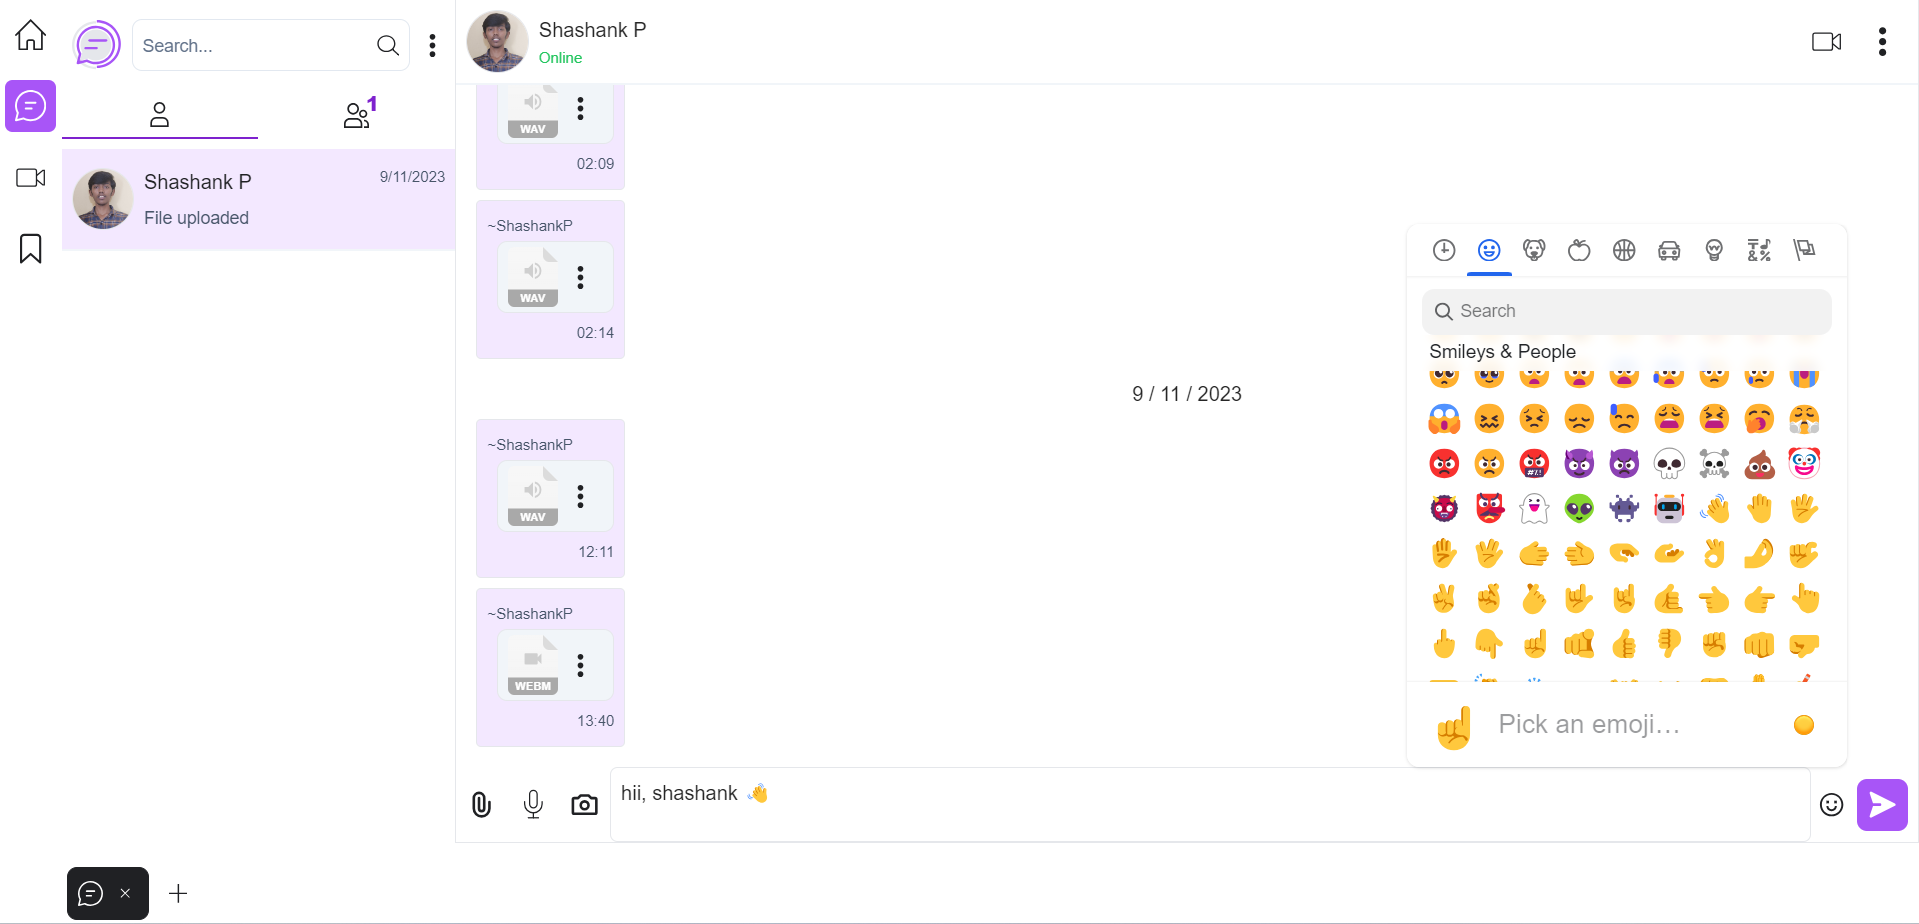 Search...
1
Shashank P
9/11/2023
File uploaded
Shashank P
Online
WAV
02:09
~ShashankP
WAV
02:14
9 / 11 / 2023
~ShashankP
WAV
12:11
~ShashankP
WEBM
13:40
Search
Smileys & People
Pick an emoji...
hii, shashank 👋